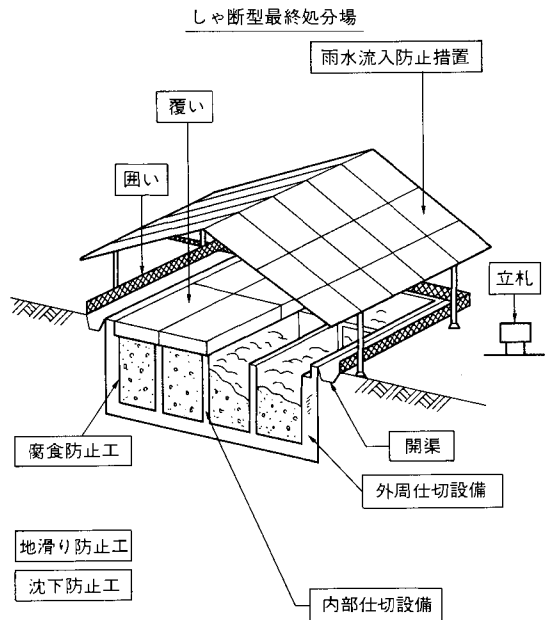 しゃ断型最終処分場
雨水流入防止措置
覆い
囲い
立札
腐食防止工
開渠
外周仕切設備
地滑り防止工
沈下防止工
内部仕切設備